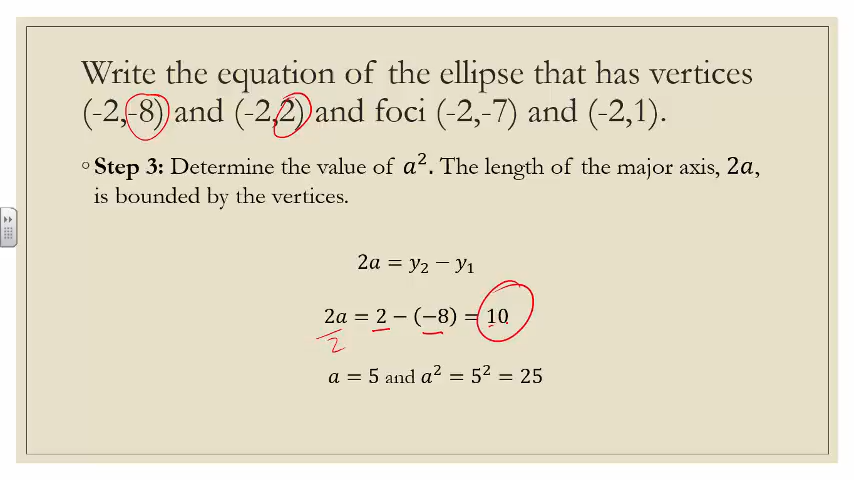 Write the equation of the ellipse that has vertices
(-2,-8) and (-2,2) and foci (-2,-7) and (-2,1).
◦ Step 3: Determine the value of 𝑎². The length of the major axis, 2𝑎,
is bounded by the vertices.
2𝑎 = 𝑦₂ − 𝑦₁
2𝑎 = 2 − (−8) = 10
2
𝑎 = 5 and 𝑎² = 5² = 25